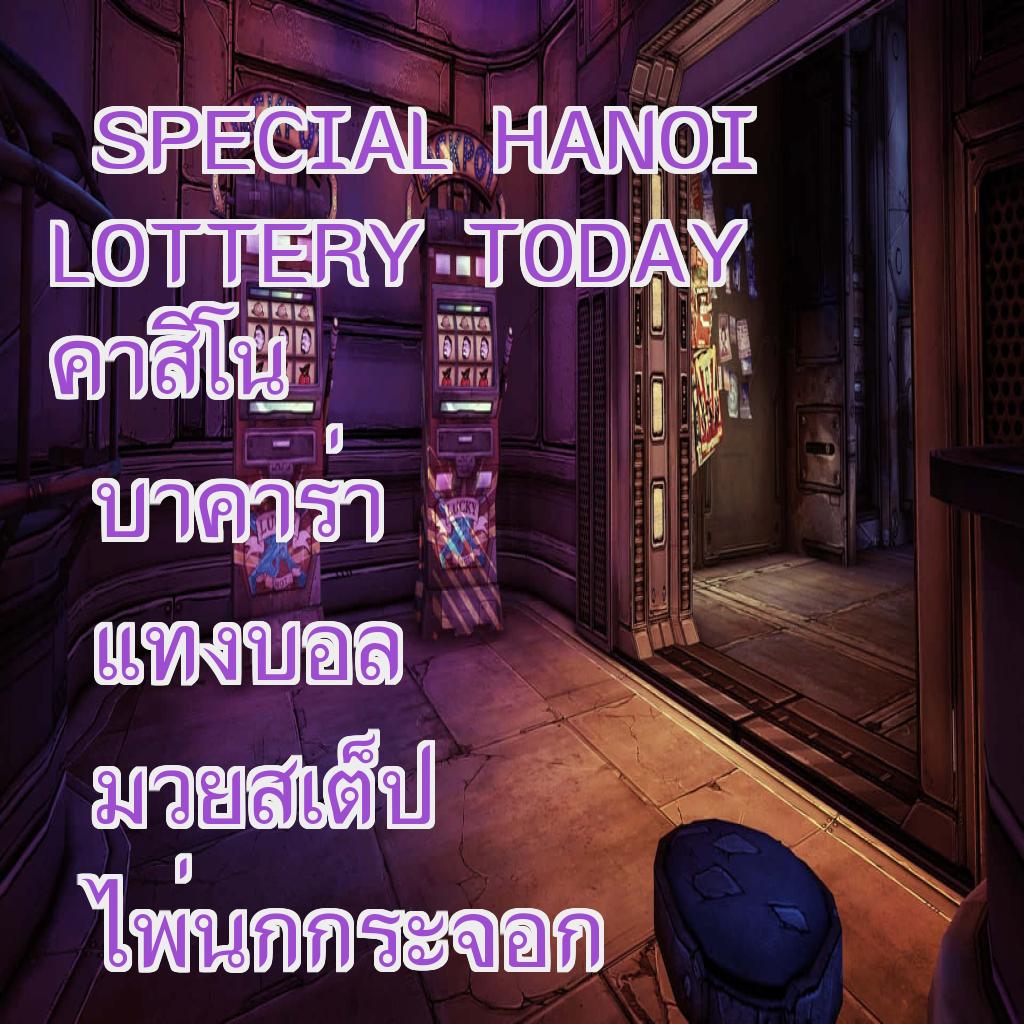 SPECIAL HANOI
LOTTERY TODAY
คาสิโน
บาคาร่า
แทงบอล
มวยสเต็ป
ไพ่นกกระจอก
LUCKY